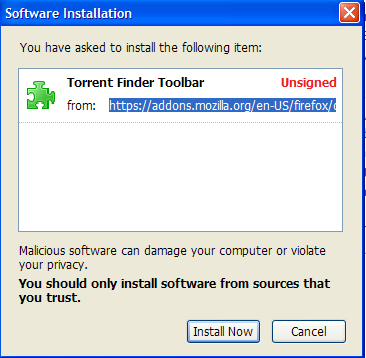 Software Installation
You have asked to install the following item:
Torrent Finder Toolbar Unsigned
from: https://addons.mozilla.org/en-US/firefox/
Malicious software can damage your computer or violate
your privacy.
You should only install software from sources that
you trust.
Install Now Cancel